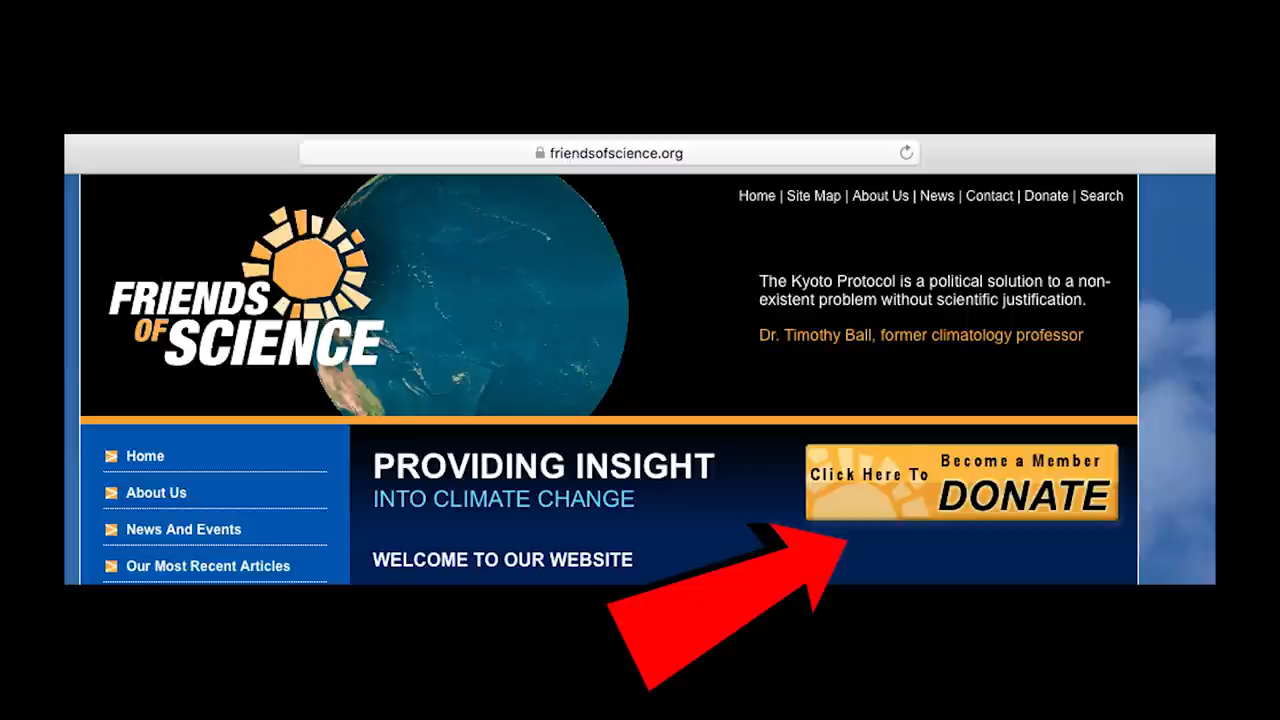 friendsofscience.org
Home | Site Map | About Us | News | Contact | Donate | Search
FRIENDS
OF SCIENCE
The Kyoto Protocol is a political solution to a non-
existent problem without scientific justification.
Dr. Timothy Ball, former climatology professor
Home
About Us
News And Events
Our Most Recent Articles
PROVIDING INSIGHT
INTO CLIMATE CHANGE
WELCOME TO OUR WEBSITE
Click Here To
Become a Member
DONATE